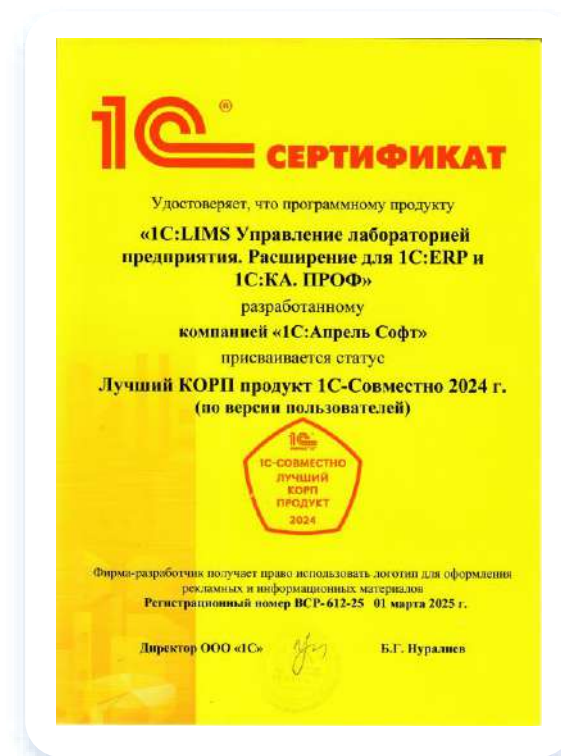 1С®
СЕРТИФИКАТ
Удостоверяет, что программному продукту
«1С:LIMS Управление лабораторией
предприятия. Расширение для 1С:ERP и
1С:КА. ПРОФ»
разработанному
компанией «1С:Апрель Софт»
присваивается статус
Лучший КОРП продукт 1С-Совместно 2024 г.
(по версии пользователей)
1С
1С-СОВМЕСТНО
ЛУЧШИЙ
КОРП
ПРОДУКТ
2024
Фирма-разработчик получает право использовать логотип для оформления
рекламных и информационных материалов
Регистрационный номер ВСР-612-25 01 марта 2025 г.
Директор ООО «1С» Б.Г. Нуралиев